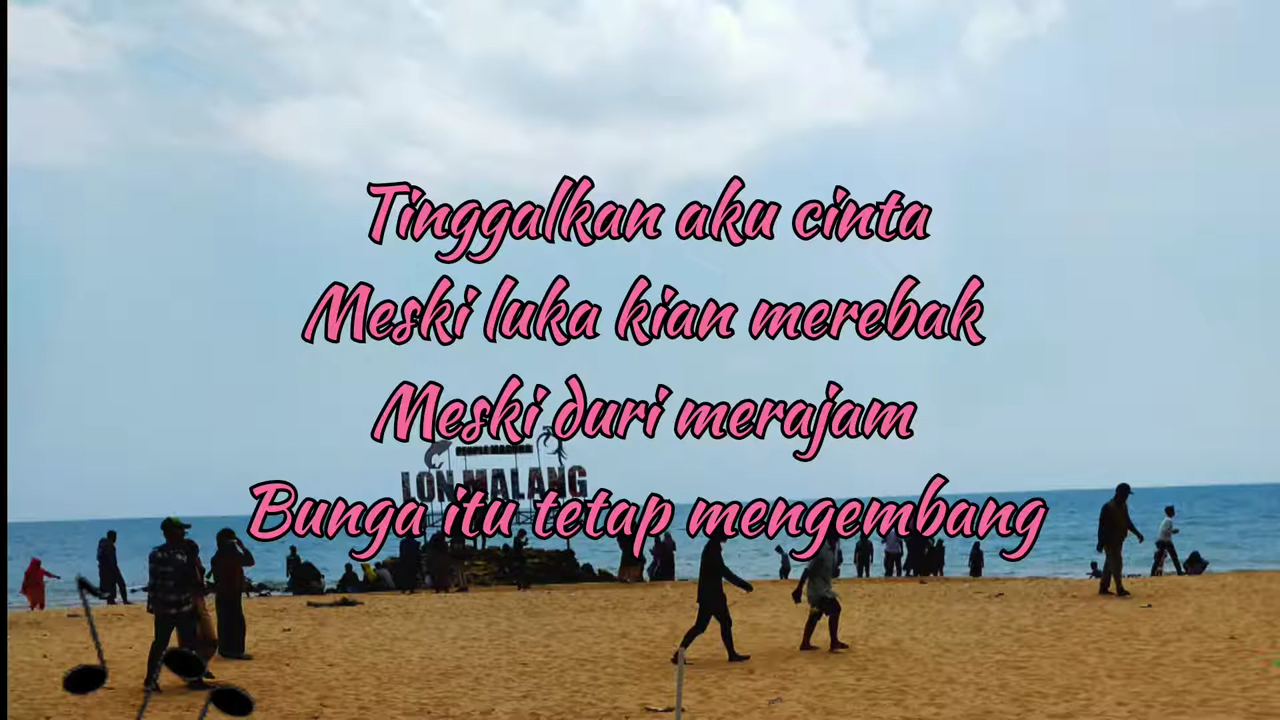 Tinggalkan aku cinta
Meski luka kian merebak
Meski duri merajam
LON MALANG
Bunga itu tetap mengembang